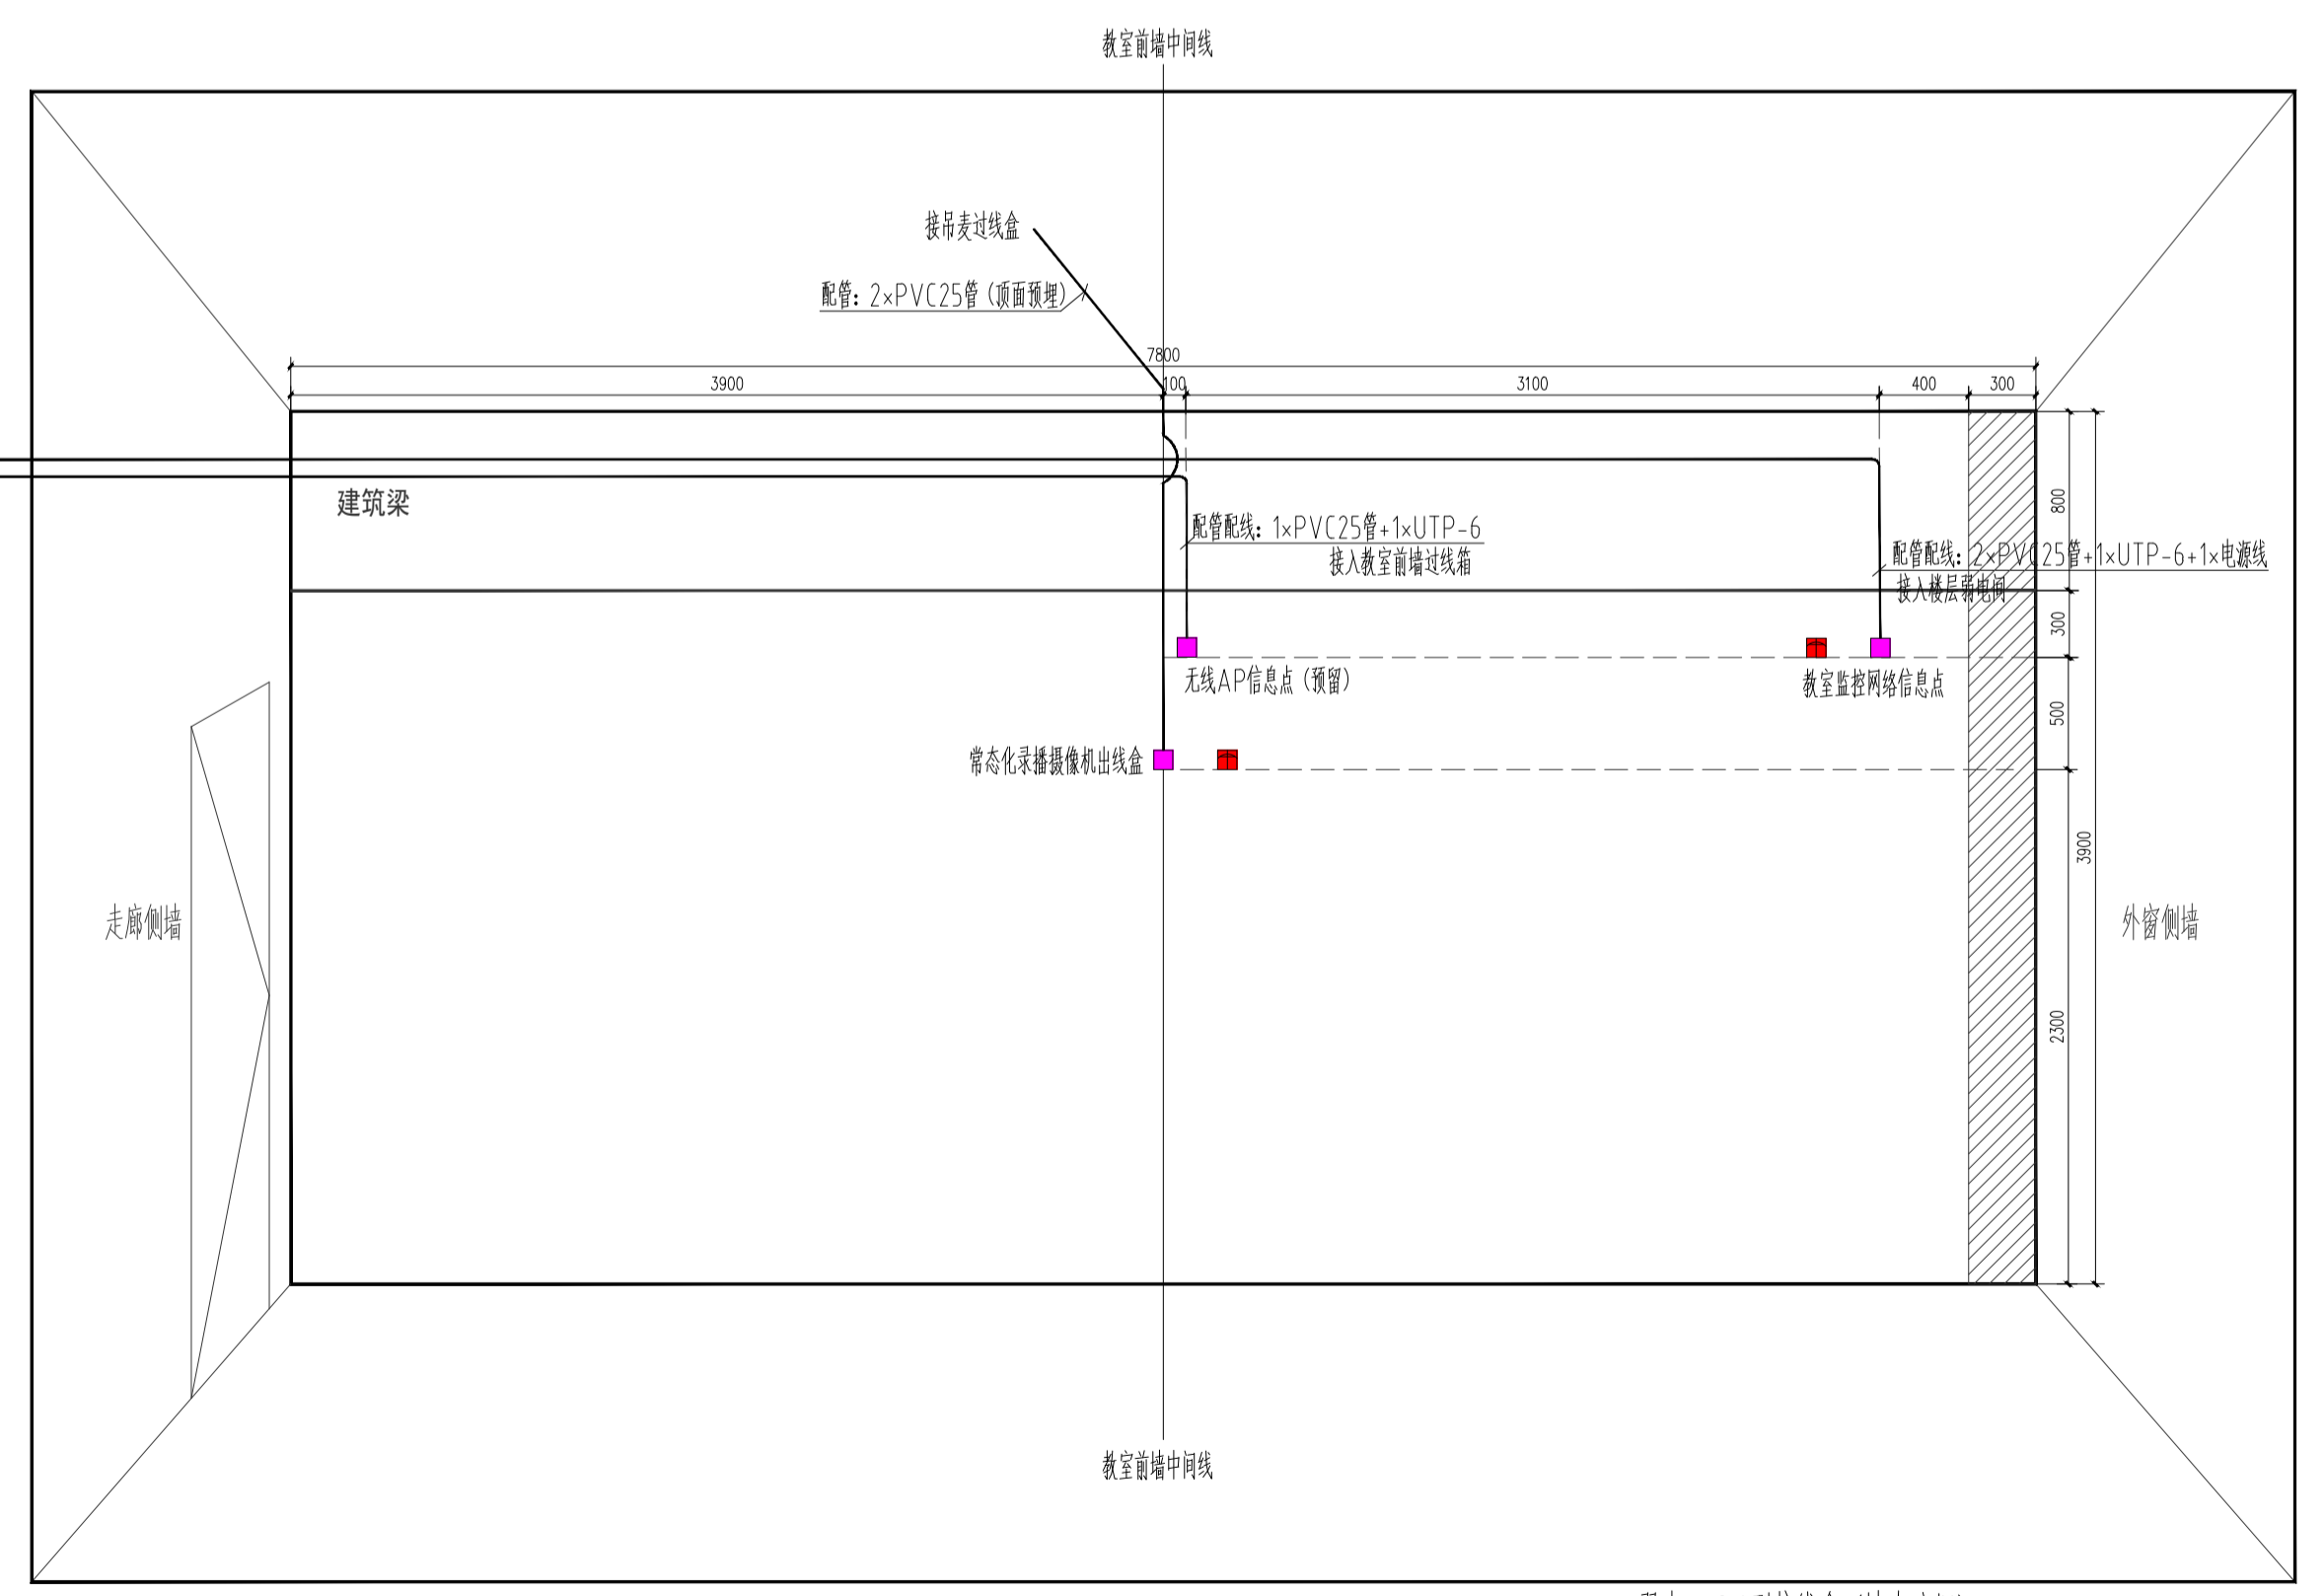 教室前墙中间线
接吊麦过线盒
配管：2×PVC25管（顶面预埋）
7800
3900
100
3100
400
300
建筑梁
800
配管配线：1×PVC25管+1×UTP-6
接入教室前墙过线箱
配管配线：2×PVC25管+1×UTP-6+1×电源线
接入楼层弱电间
300
无线AP信息点（预留）
教室监控网络信息点
500
常态化录播摄像机出线盒
3900
走廊侧墙
外窗侧墙
2300
教室前墙中间线